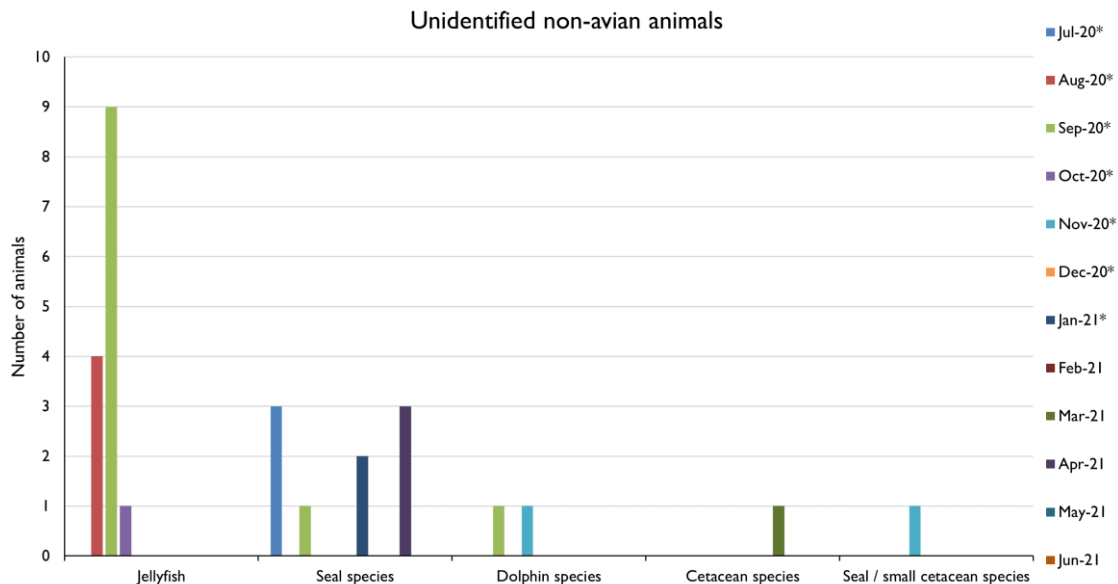 Unidentified non-avian animals
Number of animals
10
9
8
7
6
5
4
3
2
1
0
Jellyfish
Seal species
Dolphin species
Cetacean species
Seal / small cetacean species
Jul-20*
Aug-20*
Sep-20*
Oct-20*
Nov-20*
Dec-20*
Jan-21*
Feb-21
Mar-21
Apr-21
May-21
Jun-21